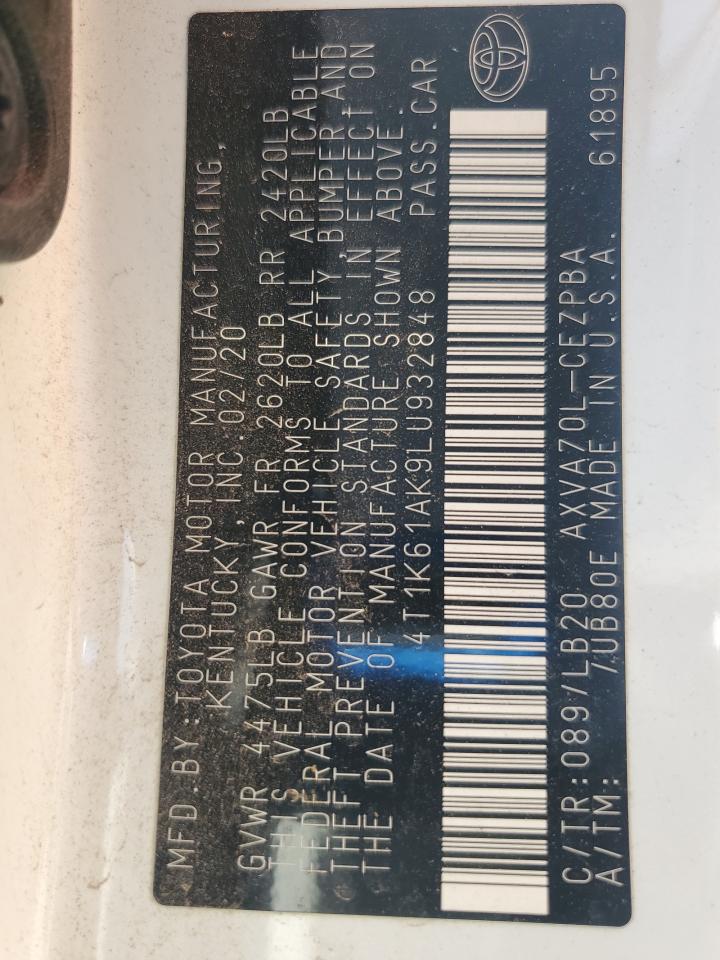 MFD.BY:TOYOTA MOTOR MANUFACTURING,
KENTUCKY,INC.02/20
GVWR 4475LB GAWR FR 2620LB RR 2420LB
THIS VEHICLE CONFORMS TO ALL APPLICABLE
FEDERAL MOTOR VEHICLE SAFETY,BUMPER,AND
THEFT PREVENTION STANDARDS IN EFFECT ON
THE DATE OF MANUFACTURE SHOWN ABOVE.
4T1K61AK9LU932848 PASS.CAR
C/TR:089/LB20 AXVA70L-CEZPBA
A/TM: /UB80E MADE IN U.S.A. 61895